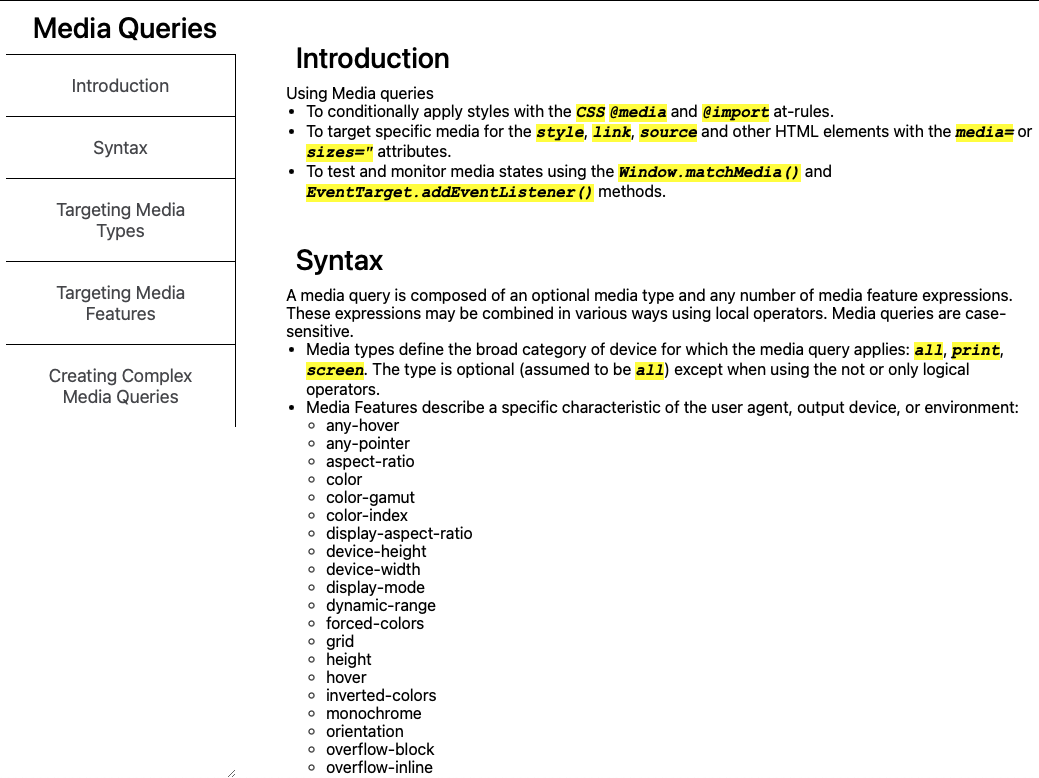 Media Queries
Introduction
Syntax
Targeting Media
Types
Targeting Media
Features
Creating Complex
Media Queries
Introduction
Using Media queries
• To conditionally apply styles with the CSS @media and @import at-rules.
• To target specific media for the style, link, source and other HTML elements with the media= or
sizes=" attributes.
• To test and monitor media states using the Window.matchMedia() and
EventTarget.addEventListener() methods.
Syntax
A media query is composed of an optional media type and any number of media feature expressions.
These expressions may be combined in various ways using local operators. Media queries are case-
sensitive.
• Media types define the broad category of device for which the media query applies: all, print,
screen. The type is optional (assumed to be all) except when using the not or only logical
operators.
• Media Features describe a specific characteristic of the user agent, output device, or environment:
◦ any-hover
◦ any-pointer
◦ aspect-ratio
◦ color
◦ color-gamut
◦ color-index
◦ display-aspect-ratio
◦ device-height
◦ device-width
◦ display-mode
◦ dynamic-range
◦ forced-colors
◦ grid
◦ height
◦ hover
◦ inverted-colors
◦ monochrome
◦ orientation
◦ overflow-block
◦ overflow-inline